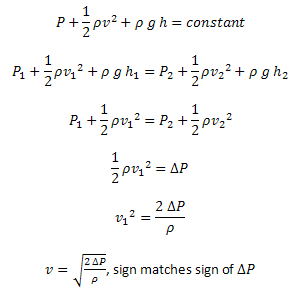 P + 1/2 ρv² + ρ g h = constant
P₁ + 1/2 ρv₁² + ρ g h₁ = P₂ + 1/2 ρv₂² + ρ g h₂
P₁ + 1/2 ρv₁² = P₂ + 1/2 ρv₂²
1/2 ρv₁² = ΔP
v₁² = 2 ΔP / ρ
v = √(2 ΔP / ρ), sign matches sign of ΔP